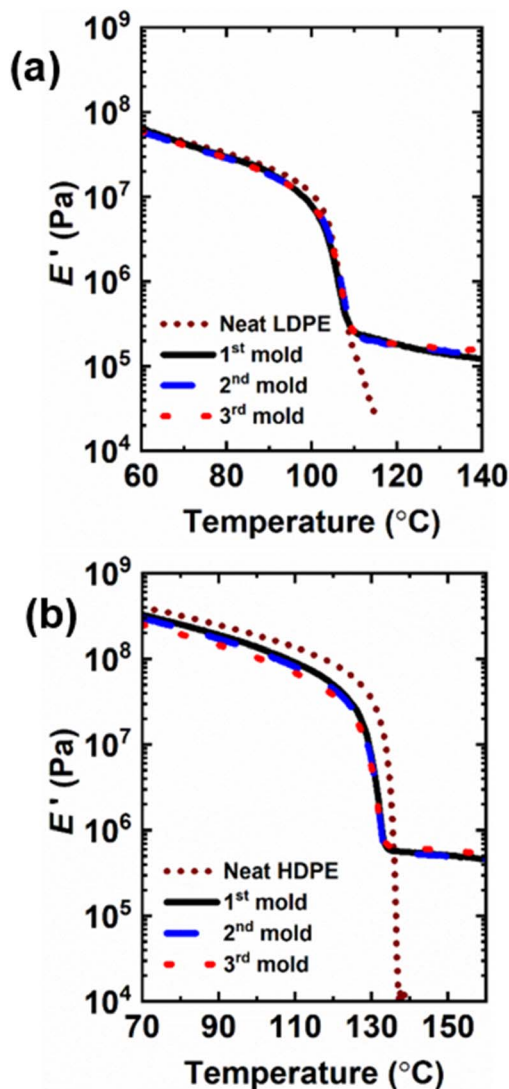 (a)
10⁹
10⁸
10⁷
10⁶
10⁵
10⁴
E' (Pa)
Neat LDPE
1st mold
2nd mold
3rd mold
60 80 100 120 140
Temperature (°C)
(b)
10⁹
10⁸
10⁷
10⁶
10⁵
10⁴
E' (Pa)
Neat HDPE
1st mold
2nd mold
3rd mold
70 90 110 130 150
Temperature (°C)